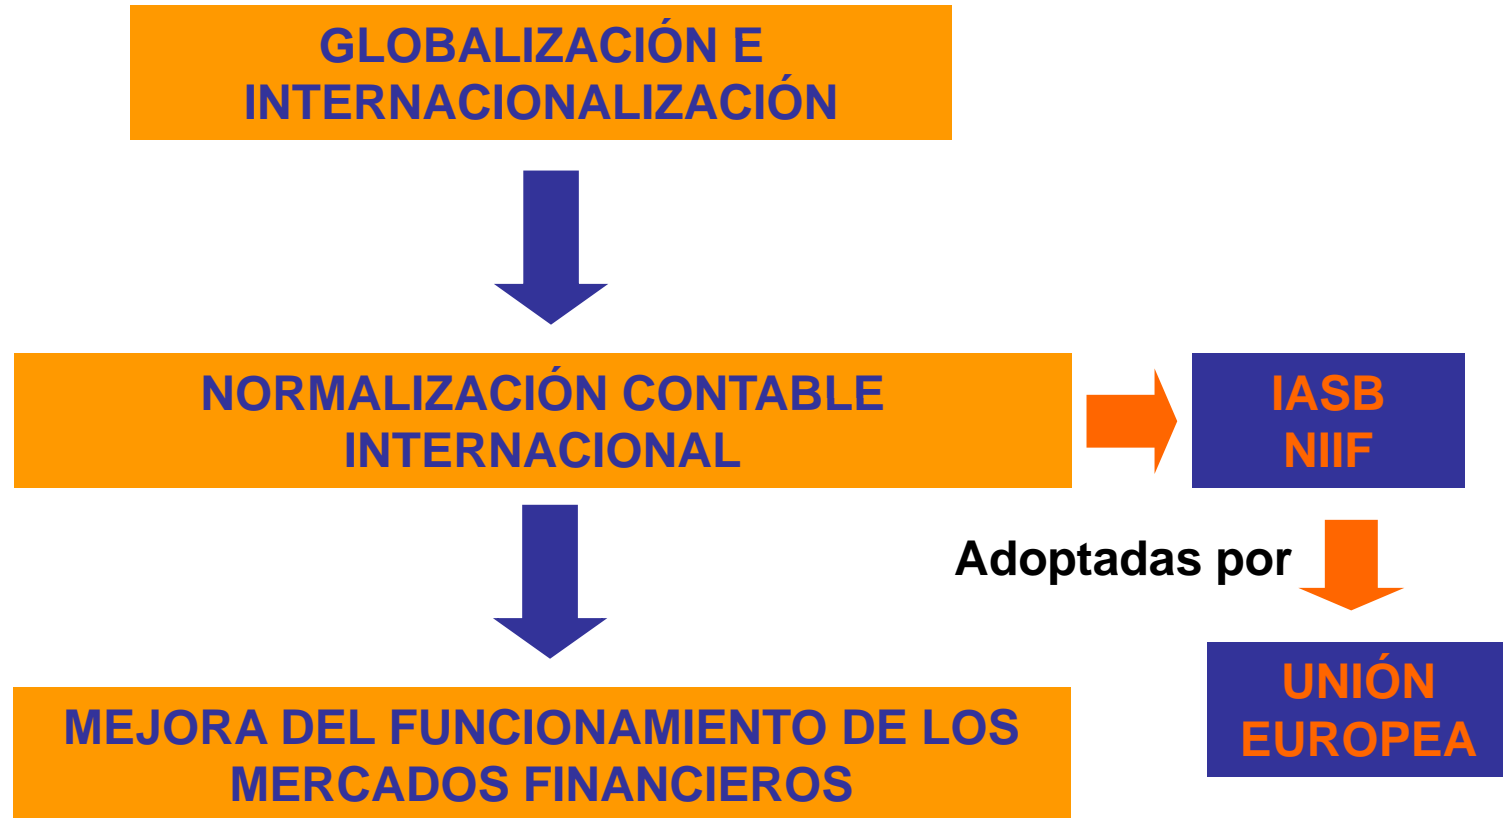 GLOBALIZACIÓN E
INTERNACIONALIZACIÓN
NORMALIZACIÓN CONTABLE
INTERNACIONAL
IASB
NIIF
Adoptadas por
UNIÓN
EUROPEA
MEJORA DEL FUNCIONAMIENTO DE LOS
MERCADOS FINANCIEROS